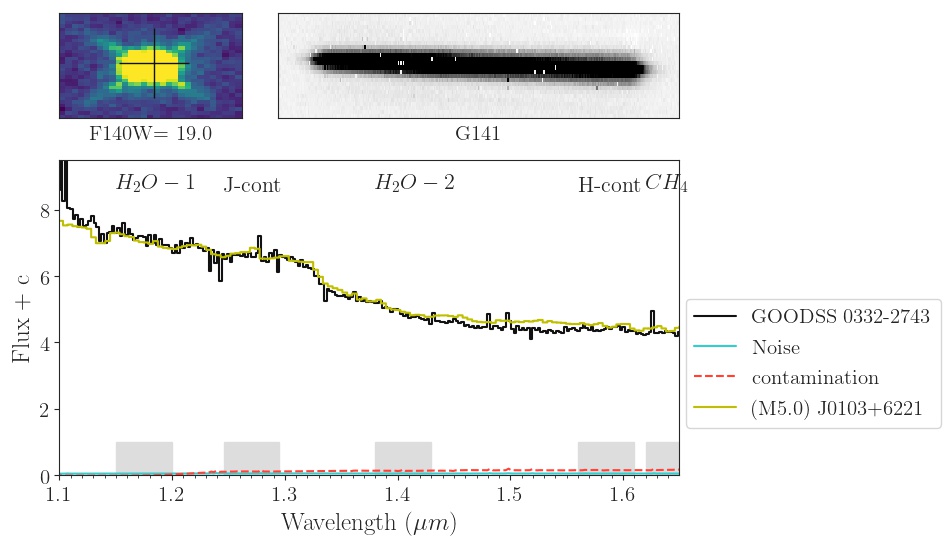 F140W= 19.0
G141
H₂O − 1 J-cont H₂O − 2 H-cont CH₄
8
6
4
2
0
Flux + c
1.1 1.2 1.3 1.4 1.5 1.6
Wavelength (μm)
GOODSS 0332-2743
Noise
contamination
(M5.0) J0103+6221